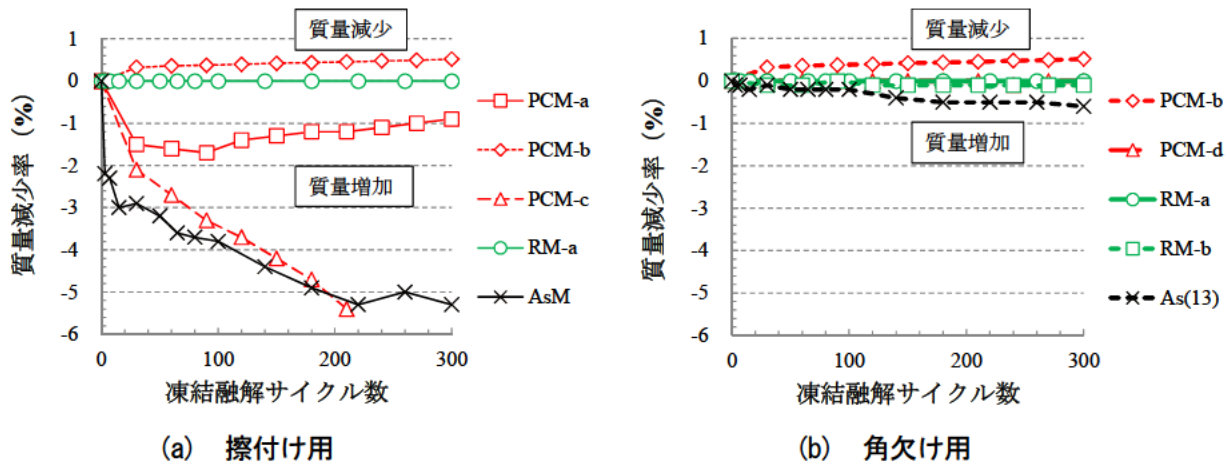 質量減少
1
0
-1
-2
-3
-4
-5
-6
質量減少率(%)
質量増加
0
100
200
300
凍結融解サイクル数
PCM-a
PCM-b
PCM-c
RM-a
AsM
(a) 擦付け用
質量減少
1
0
-1
-2
-3
-4
-5
-6
質量減少率(%)
質量増加
0
100
200
300
凍結融解サイクル数
PCM-b
PCM-d
RM-a
RM-b
As(13)
(b) 角欠け用